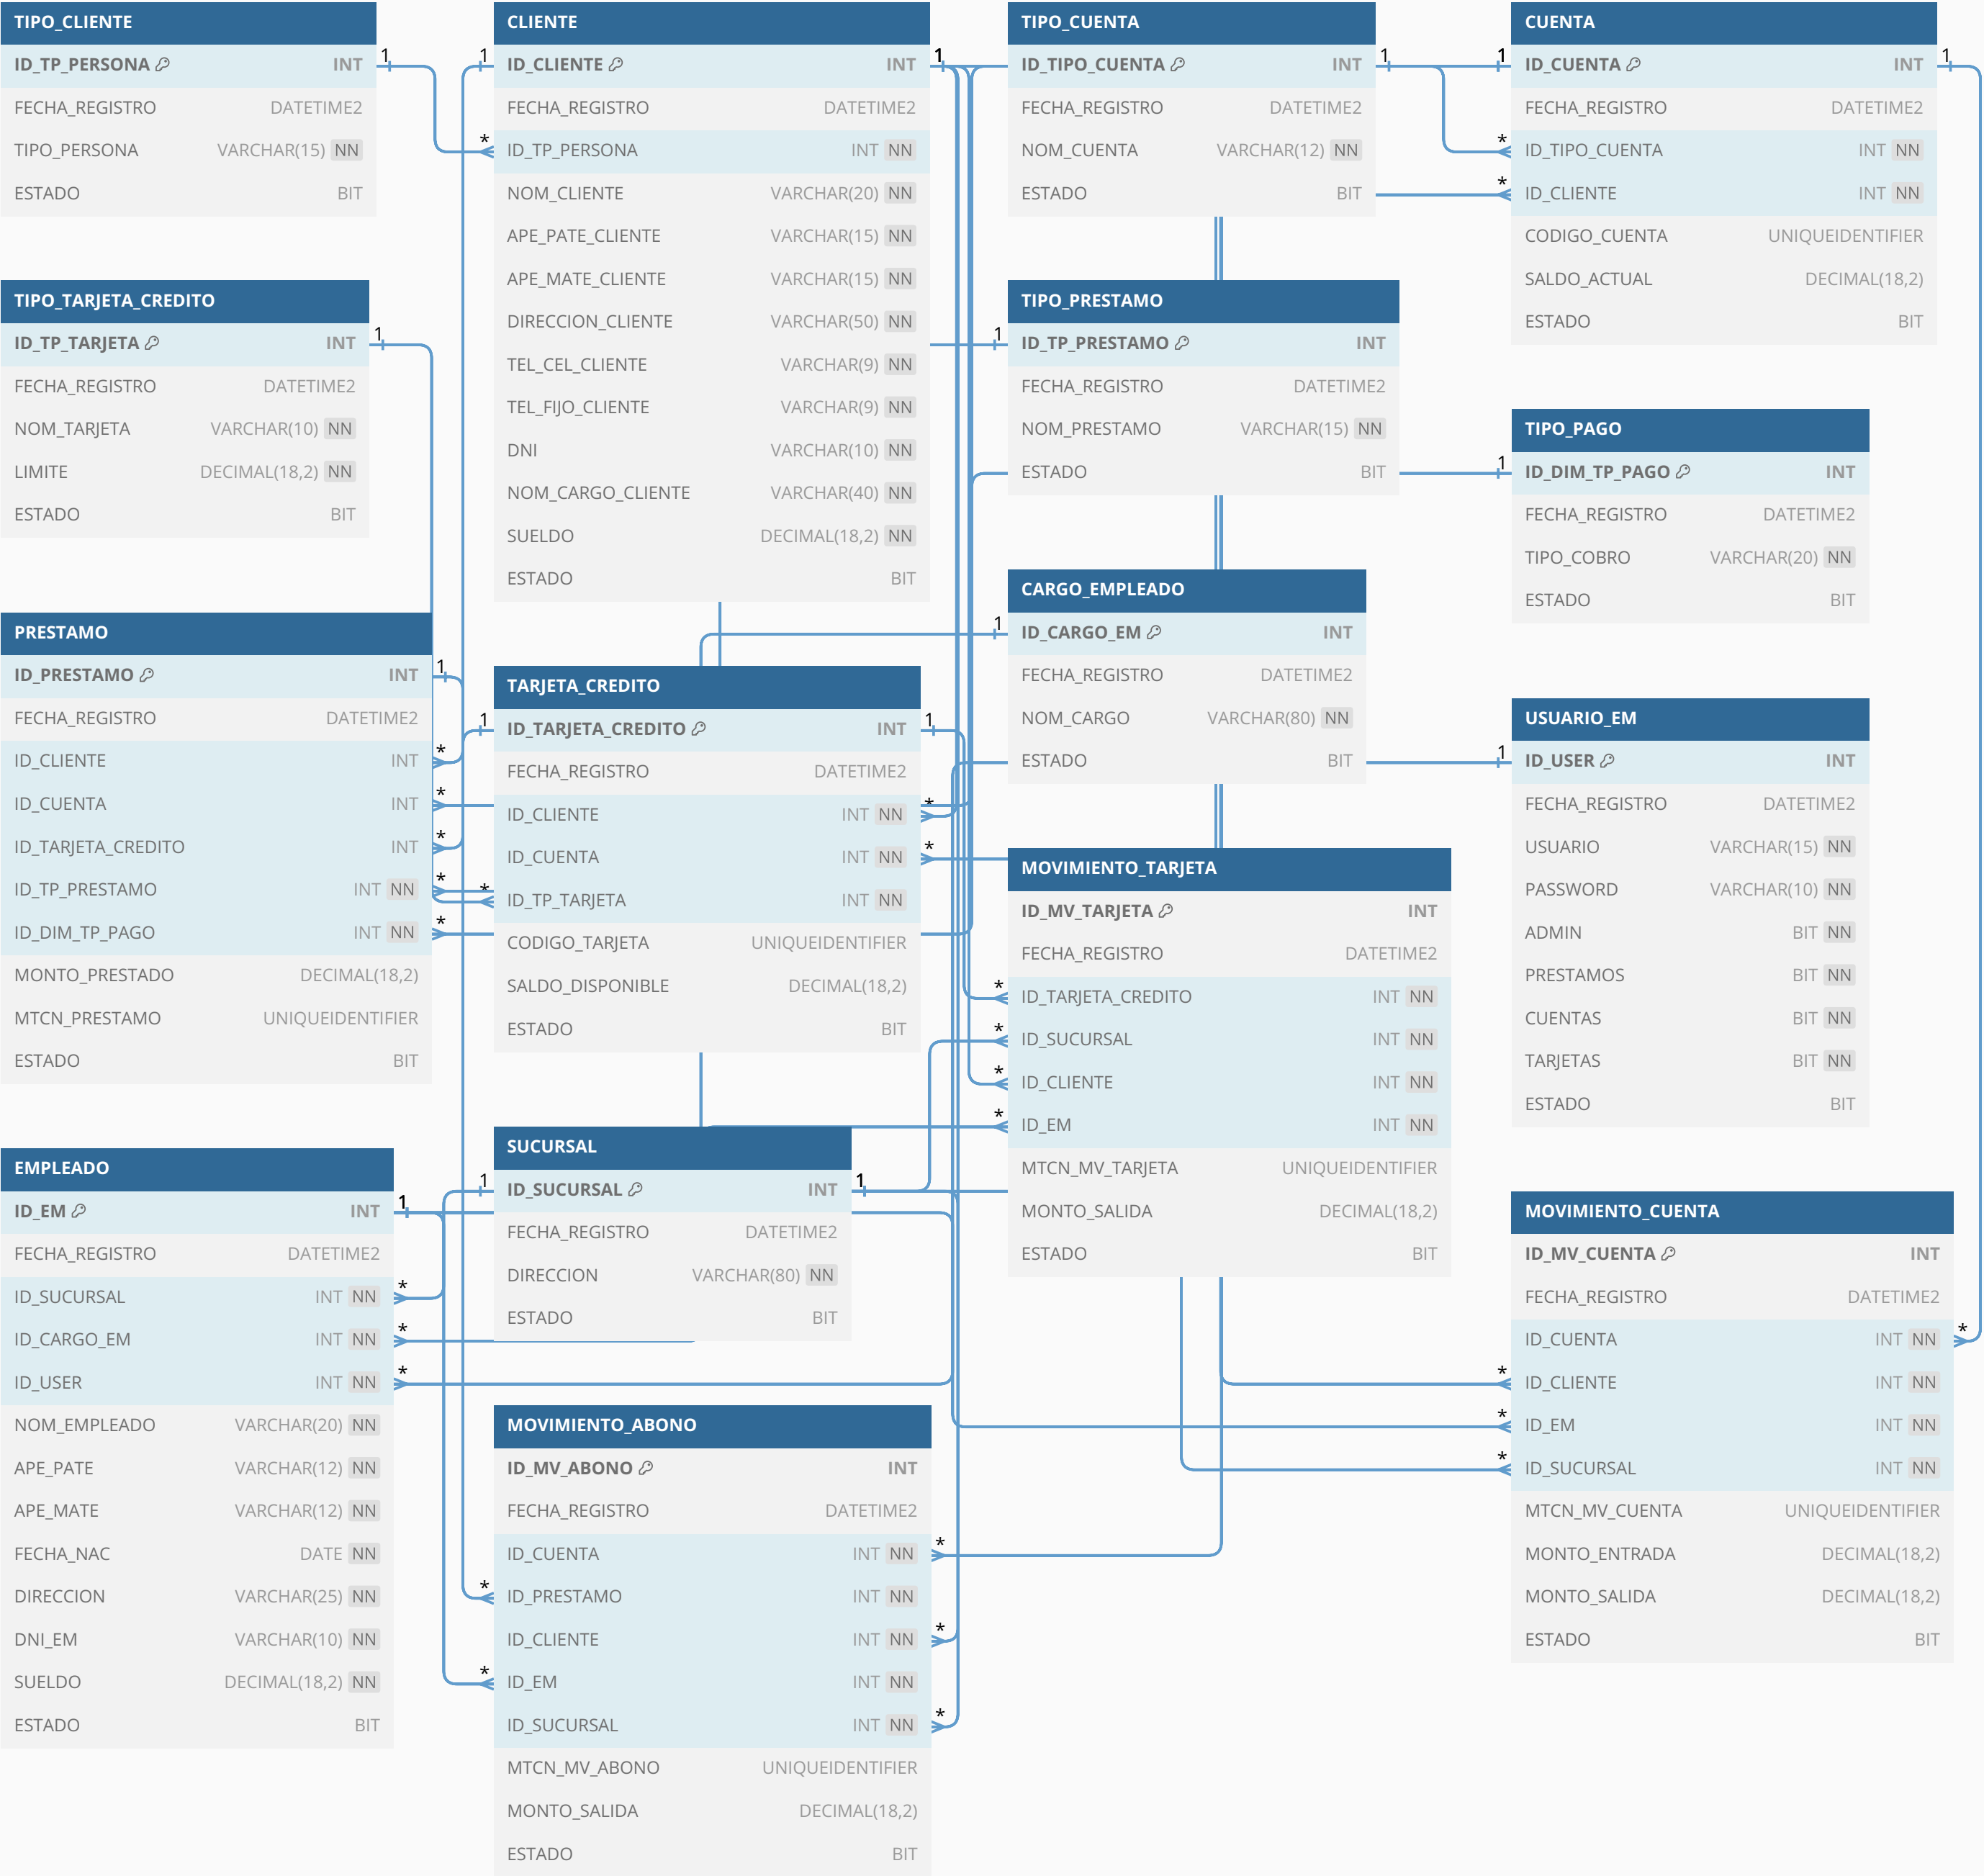 TIPO_CLIENTE
ID_TP_PERSONA INT
FECHA_REGISTRO DATETIME2
TIPO_PERSONA VARCHAR(15) NN
ESTADO BIT
CLIENTE
ID_CLIENTE INT
FECHA_REGISTRO DATETIME2
ID_TP_PERSONA INT NN
NOM_CLIENTE VARCHAR(20) NN
APE_PATE_CLIENTE VARCHAR(15) NN
APE_MATE_CLIENTE VARCHAR(15) NN
DIRECCION_CLIENTE VARCHAR(50) NN
TEL_CEL_CLIENTE VARCHAR(9) NN
TEL_FIJO_CLIENTE VARCHAR(9) NN
DNI VARCHAR(10) NN
NOM_CARGO_CLIENTE VARCHAR(40) NN
SUELDO DECIMAL(18,2) NN
ESTADO BIT
TIPO_CUENTA
ID_TIPO_CUENTA INT
FECHA_REGISTRO DATETIME2
NOM_CUENTA VARCHAR(12) NN
ESTADO BIT
CUENTA
ID_CUENTA INT
FECHA_REGISTRO DATETIME2
ID_TIPO_CUENTA INT NN
ID_CLIENTE INT NN
CODIGO_CUENTA UNIQUEIDENTIFIER
SALDO_ACTUAL DECIMAL(18,2)
ESTADO BIT
TIPO_TARJETA_CREDITO
ID_TP_TARJETA INT
FECHA_REGISTRO DATETIME2
NOM_TARJETA VARCHAR(10) NN
LIMITE DECIMAL(18,2) NN
ESTADO BIT
TIPO_PRESTAMO
ID_TP_PRESTAMO INT
FECHA_REGISTRO DATETIME2
NOM_PRESTAMO VARCHAR(15) NN
ESTADO BIT
TIPO_PAGO
ID_DIM_TP_PAGO INT
FECHA_REGISTRO DATETIME2
TIPO_COBRO VARCHAR(20) NN
ESTADO BIT
PRESTAMO
ID_PRESTAMO INT
FECHA_REGISTRO DATETIME2
ID_CLIENTE INT
ID_CUENTA INT
ID_TARJETA_CREDITO INT
ID_TP_PRESTAMO INT NN
ID_DIM_TP_PAGO INT NN
MONTO_PRESTADO DECIMAL(18,2)
MTCN_PRESTAMO UNIQUEIDENTIFIER
ESTADO BIT
TARJETA_CREDITO
ID_TARJETA_CREDITO INT
FECHA_REGISTRO DATETIME2
ID_CLIENTE INT NN
ID_CUENTA INT NN
ID_TP_TARJETA INT NN
CODIGO_TARJETA UNIQUEIDENTIFIER
SALDO_DISPONIBLE DECIMAL(18,2)
ESTADO BIT
CARGO_EMPLEADO
ID_CARGO_EM INT
FECHA_REGISTRO DATETIME2
NOM_CARGO VARCHAR(80) NN
ESTADO BIT
USUARIO_EM
ID_USER INT
FECHA_REGISTRO DATETIME2
USUARIO VARCHAR(15) NN
PASSWORD VARCHAR(10) NN
ADMIN BIT NN
PRESTAMOS BIT NN
CUENTAS BIT NN
TARJETAS BIT NN
ESTADO BIT
MOVIMIENTO_TARJETA
ID_MV_TARJETA INT
FECHA_REGISTRO DATETIME2
ID_TARJETA_CREDITO INT NN
ID_SUCURSAL INT NN
ID_CLIENTE INT NN
ID_EM INT NN
MTCN_MV_TARJETA UNIQUEIDENTIFIER
MONTO_SALIDA DECIMAL(18,2)
ESTADO BIT
EMPLEADO
ID_EM INT
FECHA_REGISTRO DATETIME2
ID_SUCURSAL INT NN
ID_CARGO_EM INT NN
ID_USER INT NN
NOM_EMPLEADO VARCHAR(20) NN
APE_PATE VARCHAR(12) NN
APE_MATE VARCHAR(12) NN
FECHA_NAC DATE NN
DIRECCION VARCHAR(25) NN
DNI_EM VARCHAR(10) NN
SUELDO DECIMAL(18,2) NN
ESTADO BIT
SUCURSAL
ID_SUCURSAL INT
FECHA_REGISTRO DATETIME2
DIRECCION VARCHAR(80) NN
ESTADO BIT
MOVIMIENTO_ABONO
ID_MV_ABONO INT
FECHA_REGISTRO DATETIME2
ID_CUENTA INT NN
ID_PRESTAMO INT NN
ID_CLIENTE INT NN
ID_EM INT NN
ID_SUCURSAL INT NN
MTCN_MV_ABONO UNIQUEIDENTIFIER
MONTO_SALIDA DECIMAL(18,2)
ESTADO BIT
MOVIMIENTO_CUENTA
ID_MV_CUENTA INT
FECHA_REGISTRO DATETIME2
ID_CUENTA INT NN
ID_CLIENTE INT NN
ID_EM INT NN
ID_SUCURSAL INT NN
MTCN_MV_CUENTA UNIQUEIDENTIFIER
MONTO_ENTRADA DECIMAL(18,2)
MONTO_SALIDA DECIMAL(18,2)
ESTADO BIT